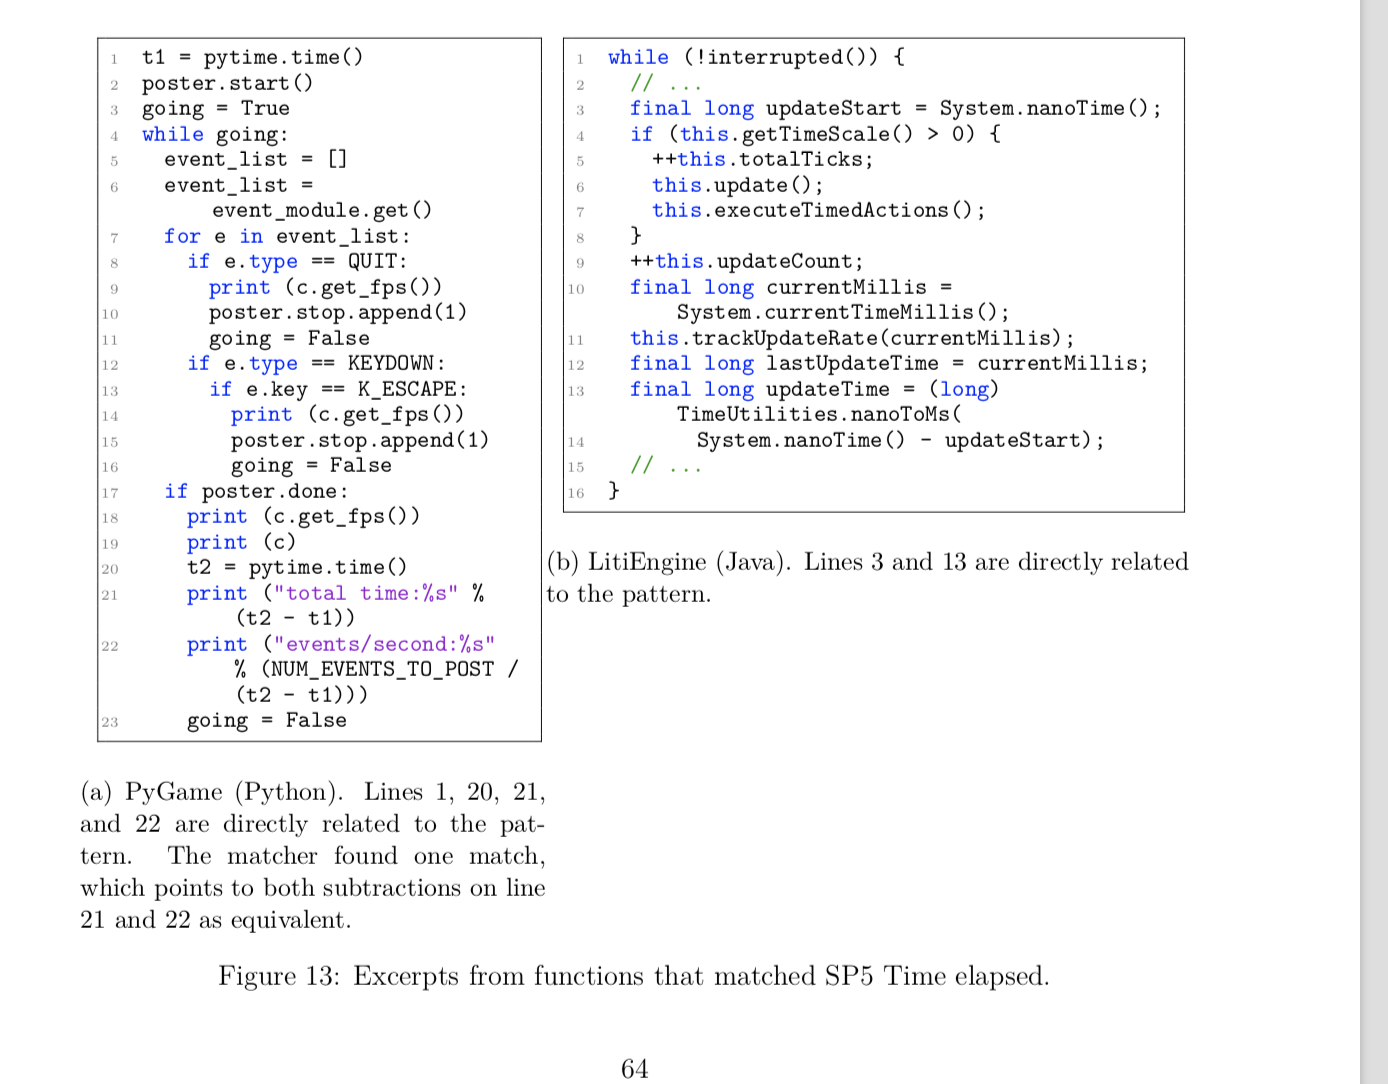 1 t1 = pytime.time()
2 poster.start()
3 going = True
4 while going:
5 event_list = []
6 event_list =
event_module.get()
7 for e in event_list:
8 if e.type == QUIT:
9 print (c.get_fps())
10 poster.stop.append(1)
11 going = False
12 if e.type == KEYDOWN:
13 if e.key == K_ESCAPE:
14 print (c.get_fps())
15 poster.stop.append(1)
16 going = False
17 if poster.done:
18 print (c.get_fps())
19 print (c)
20 t2 = pytime.time()
21 print ("total time:%s" %
(t2 - t1))
22 print ("events/second:%s"
% (NUM_EVENTS_TO_POST /
(t2 - t1)))
23 going = False
(a) PyGame (Python). Lines 1, 20, 21,
and 22 are directly related to the pat-
tern. The matcher found one match,
which points to both subtractions on line
21 and 22 as equivalent.
1 while (!interrupted()) {
2 // ...
3 final long updateStart = System.nanoTime();
4 if (this.getTimeScale() > 0) {
5 ++this.totalTicks;
6 this.update();
7 this.executeTimedActions();
8 }
9 ++this.updateCount;
10 final long currentMillis =
System.currentTimeMillis();
11 this.trackUpdateRate(currentMillis);
12 final long lastUpdateTime = currentMillis;
13 final long updateTime = (long)
TimeUtilities.nanoToMs(
14 System.nanoTime() - updateStart);
15 // ...
16 }
(b) LitiEngine (Java). Lines 3 and 13 are directly related
to the pattern.
Figure 13: Excerpts from functions that matched SP5 Time elapsed.
64